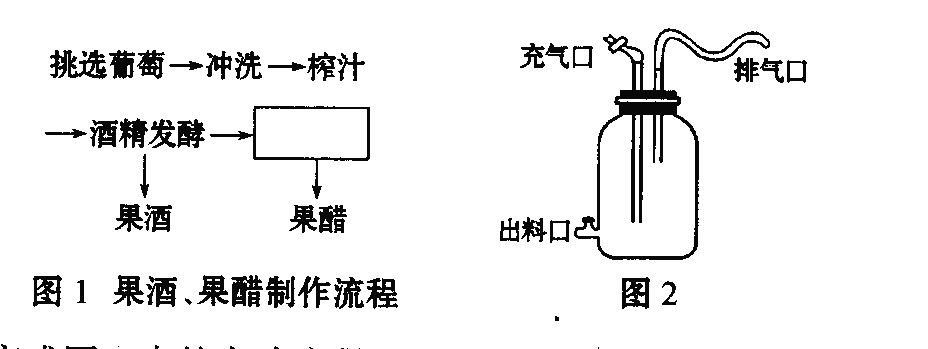 挑选葡萄→冲洗→榨汁
→酒精发酵→
果酒 果醋
图1 果酒、果醋制作流程
充气口
排气口
出料口
图2